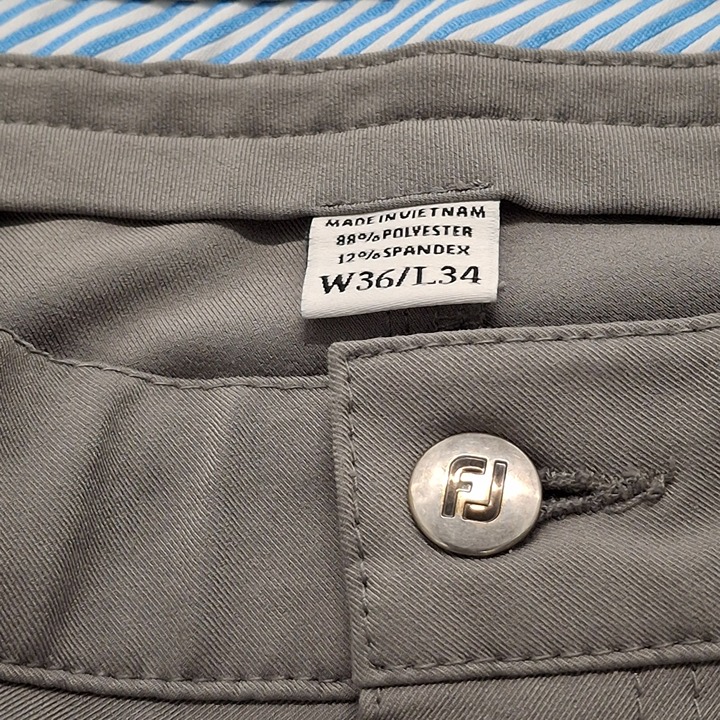 MADE IN VIETNAM
88% POLYESTER
12% SPANDEX
W36/L34
FJ